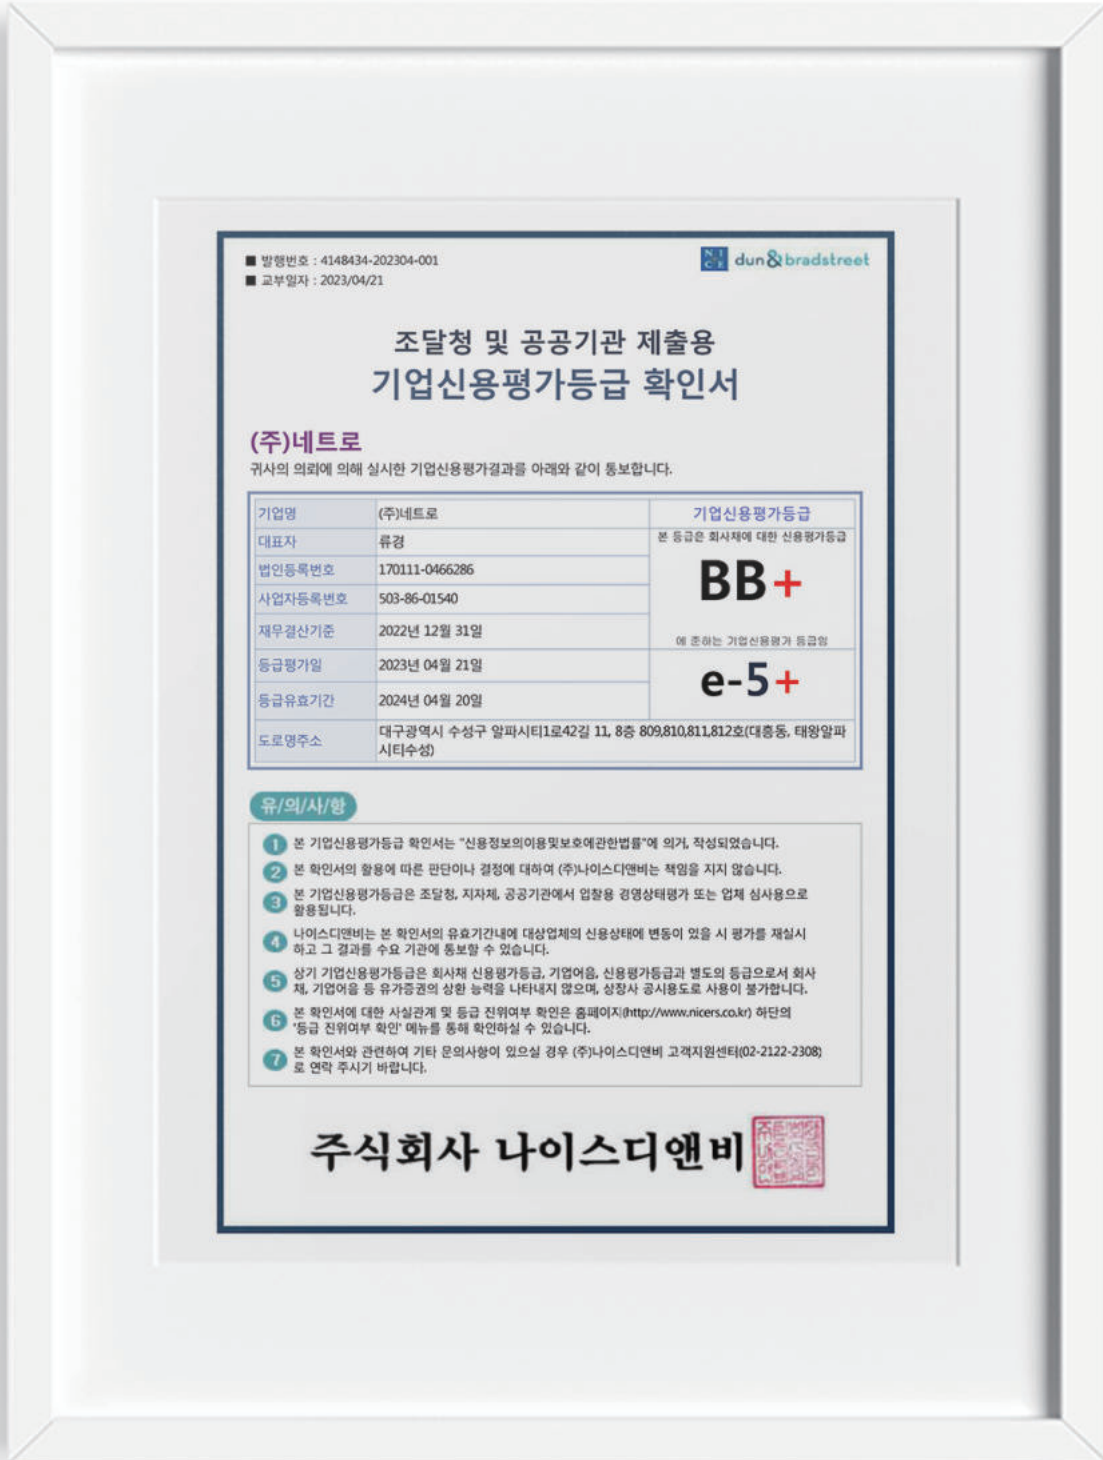 ■ 발행번호 : 4148434-202304-001
■ 교부일자 : 2023/04/21
NICE dun&bradstreet
조달청 및 공공기관 제출용
기업신용평가등급 확인서
(주)네트로
귀사의 의뢰에 의해 실시한 기업신용평가결과를 아래와 같이 통보합니다.
기업명 (주)네트로
대표자 류경
법인등록번호 170111-0466286
사업자등록번호 503-86-01540
재무결산기준 2022년 12월 31일
등급평가일 2023년 04월 21일
등급유효기간 2024년 04월 20일
기업신용평가등급
본 등급은 회사채에 대한 신용평가등급
BB+
에 준하는 기업신용평가 등급임
e-5+
도로명주소 대구광역시 수성구 알파시티1로42길 11, 8층 809,810,811,812호(대흥동, 태왕알파
시티수성)
유/의/사/항
1 본 기업신용평가등급 확인서는 "신용정보의이용및보호에관한법률"에 의거, 작성되었습니다.
2 본 확인서의 활용에 따른 판단이나 결정에 대하여 (주)나이스디앤비는 책임을 지지 않습니다.
3 본 기업신용평가등급은 조달청, 지자체, 공공기관에서 입찰용 경영상태평가 또는 업체 심사용으로
활용됩니다.
4 나이스디앤비는 본 확인서의 유효기간내에 대상업체의 신용상태에 변동이 있을 시 평가를 재실시
하고 그 결과를 수요 기관에 통보할 수 있습니다.
5 상기 기업신용평가등급은 회사채 신용평가등급, 기업어음, 신용평가등급과 별도의 등급으로서 회사
채, 기업어음 등 유가증권의 상환 능력을 나타내지 않으며, 상장사 공시용도로 사용이 불가합니다.
6 본 확인서에 대한 사실관계 및 등급 진위여부 확인은 홈페이지(http://www.nicers.co.kr) 하단의
'등급 진위여부 확인' 메뉴를 통해 확인하실 수 있습니다.
7 본 확인서와 관련하여 기타 문의사항이 있으실 경우 (주)나이스디앤비 고객지원센터(02-2122-2308)
로 연락 주시기 바랍니다.
주식회사 나이스디앤비